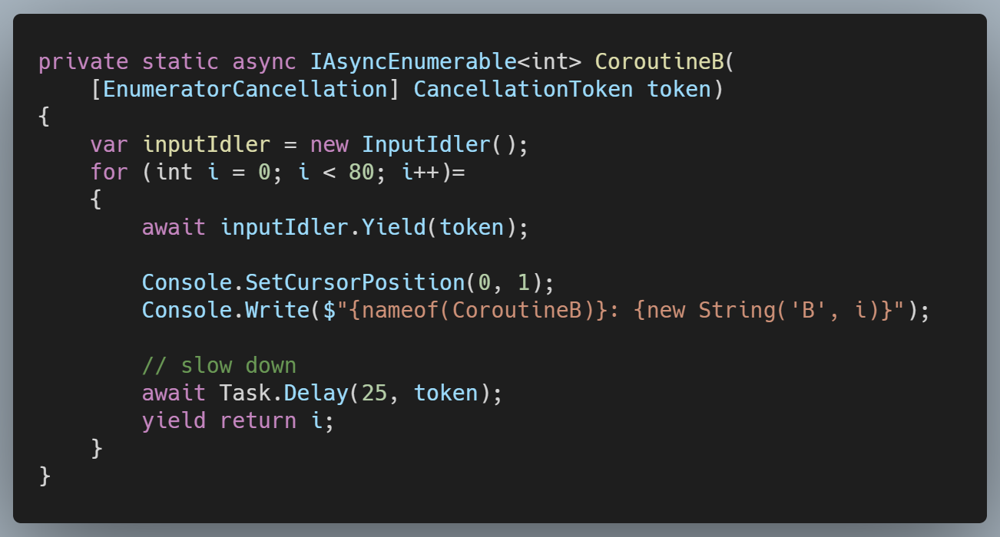 private static async IAsyncEnumerable<int> CoroutineB(
    [EnumeratorCancellation] CancellationToken token)
{
    var inputIdler = new InputIdler();
    for (int i = 0; i < 80; i++)=
    {
        await inputIdler.Yield(token);

        Console.SetCursorPosition(0, 1);
        Console.Write($"{nameof(CoroutineB)}: {new String('B', i)}");

        // slow down
        await Task.Delay(25, token);
        yield return i;
    }
}